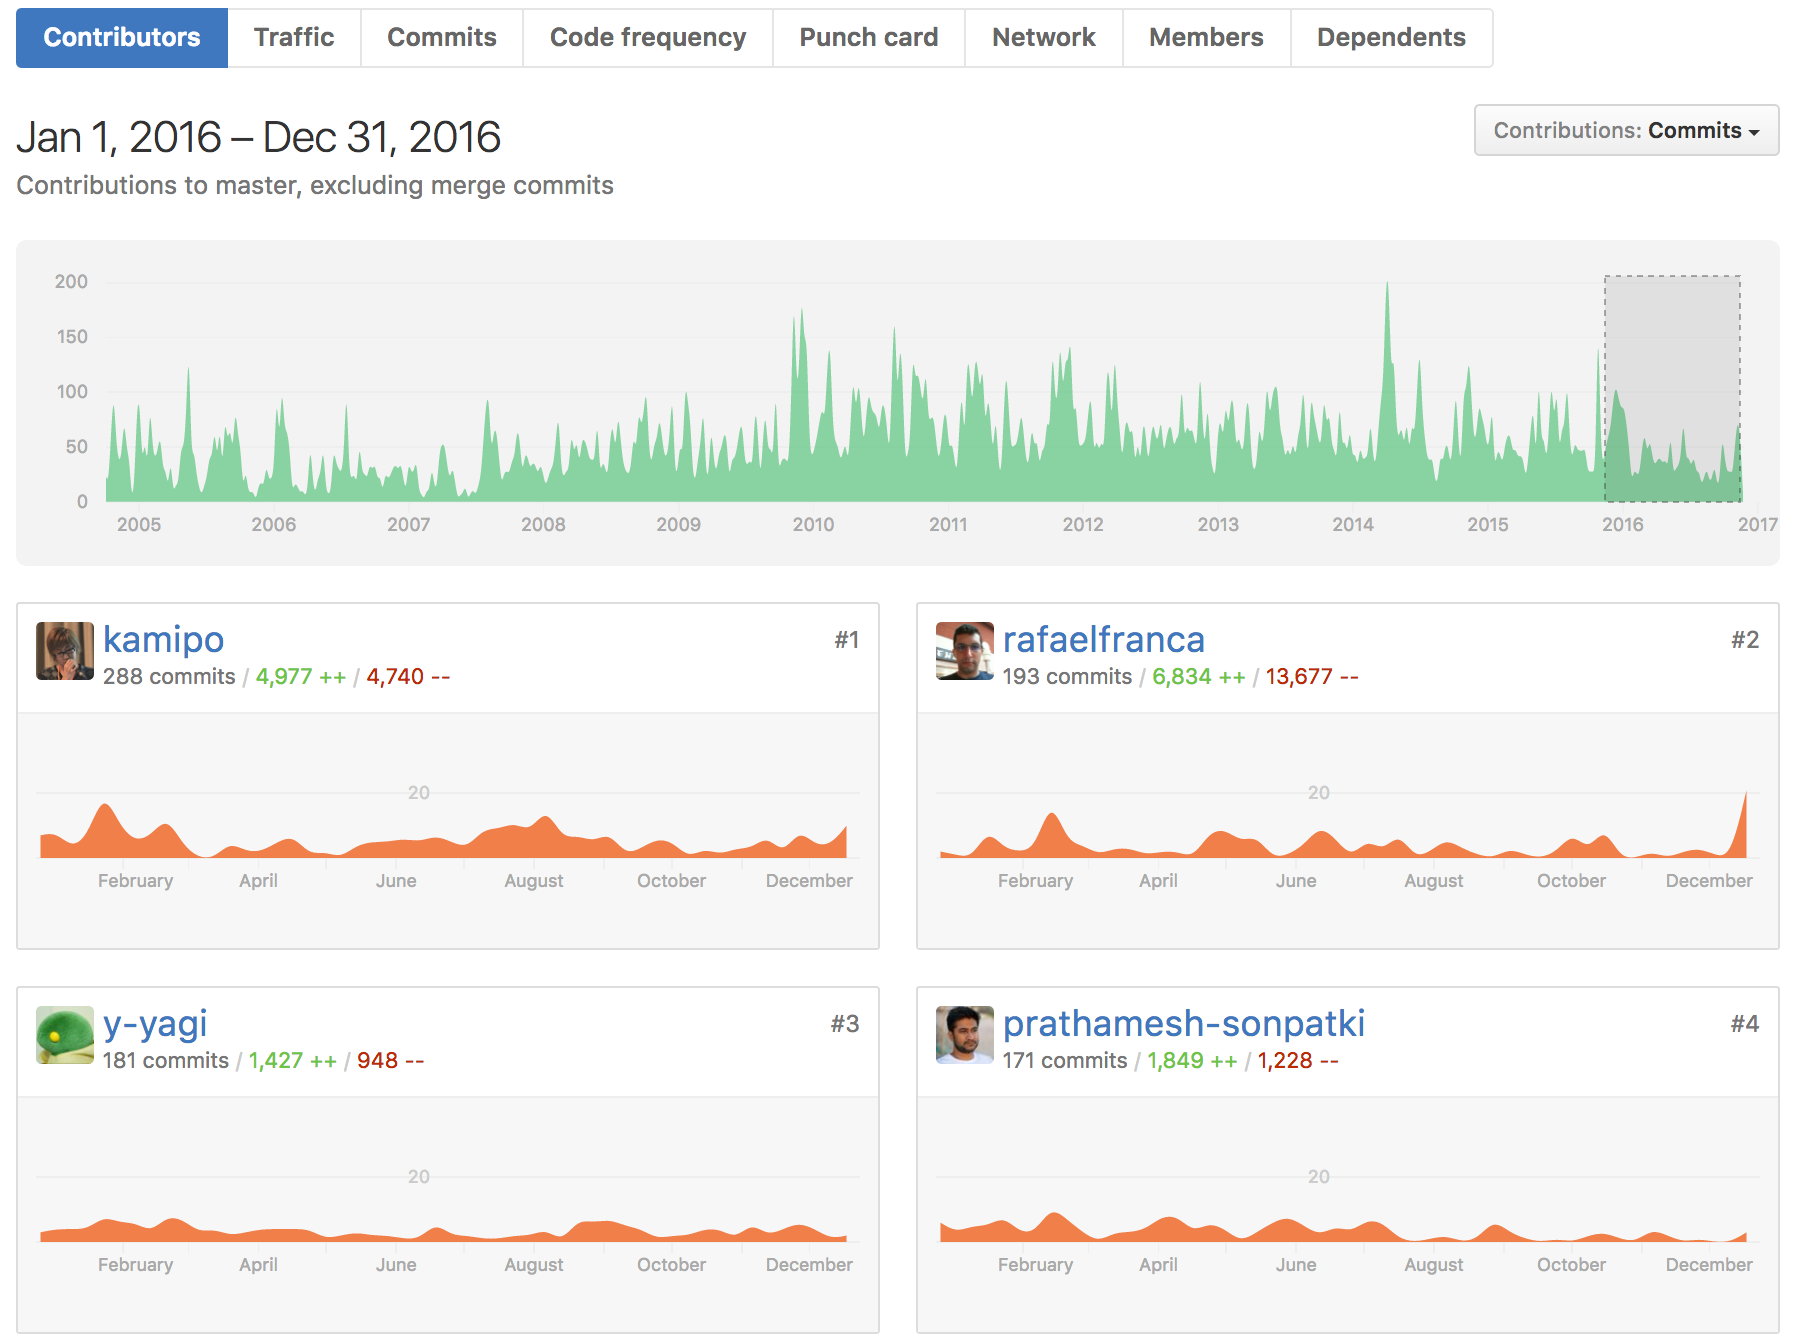 Contributors Traffic Commits Code frequency Punch card Network Members Dependents
Jan 1, 2016 – Dec 31, 2016
Contributions: Commits
Contributions to master, excluding merge commits
200
150
100
50
0
2005 2006 2007 2008 2009 2010 2011 2012 2013 2014 2015 2016 2017
kamipo #1
288 commits / 4,977 ++ / 4,740 --
20
February April June August October December
rafaelfranca #2
193 commits / 6,834 ++ / 13,677 --
20
February April June August October December
y-yagi #3
181 commits / 1,427 ++ / 948 --
20
February April June August October December
prathamesh-sonpatki #4
171 commits / 1,849 ++ / 1,228 --
20
February April June August October December